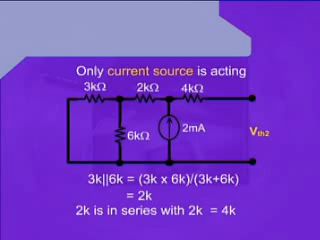 Only current source is acting
3kΩ 2kΩ 4kΩ
6kΩ 2mA Vth2
3k||6k = (3k x 6k)/(3k+6k)
= 2k
2k is in series with 2k = 4k